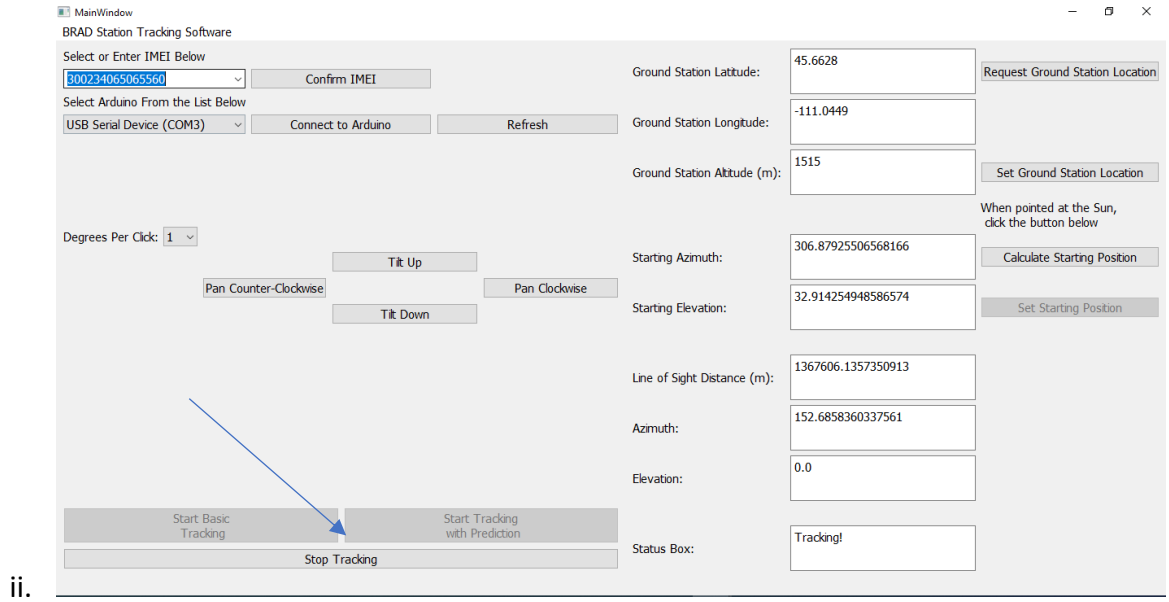 MainWindow
BRAD Station Tracking Software
Select or Enter IMEI Below
300234065065560
Confirm IMEI
Select Arduino From the List Below
USB Serial Device (COM3)
Connect to Arduino
Refresh
Degrees Per Click:
1
Tilt Up
Pan Counter-Clockwise
Pan Clockwise
Tilt Down
Start Basic
Tracking
Start Tracking
with Prediction
Stop Tracking
Ground Station Latitude:
45.6628
Request Ground Station Location
Ground Station Longitude:
-111.0449
Ground Station Altitude (m):
1515
Set Ground Station Location
When pointed at the Sun,
click the button below
Starting Azimuth:
306.87925506568166
Calculate Starting Position
Starting Elevation:
32.914254948586574
Set Starting Position
Line of Sight Distance (m):
1367606.1357350913
Azimuth:
152.6858360337561
Elevation:
0.0
Status Box:
Tracking!
ii.